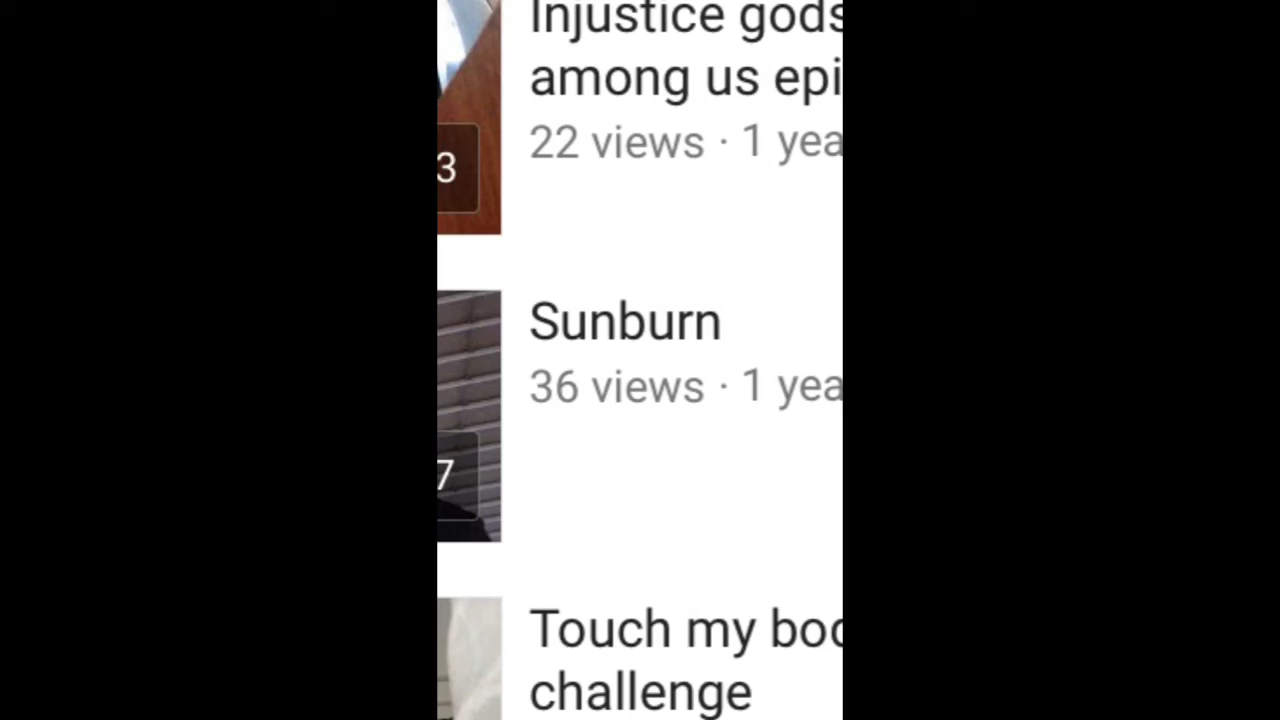 Injustice gods
among us epi
22 views · 1 yea
3
Sunburn
36 views · 1 yea
7
Touch my bod
challenge